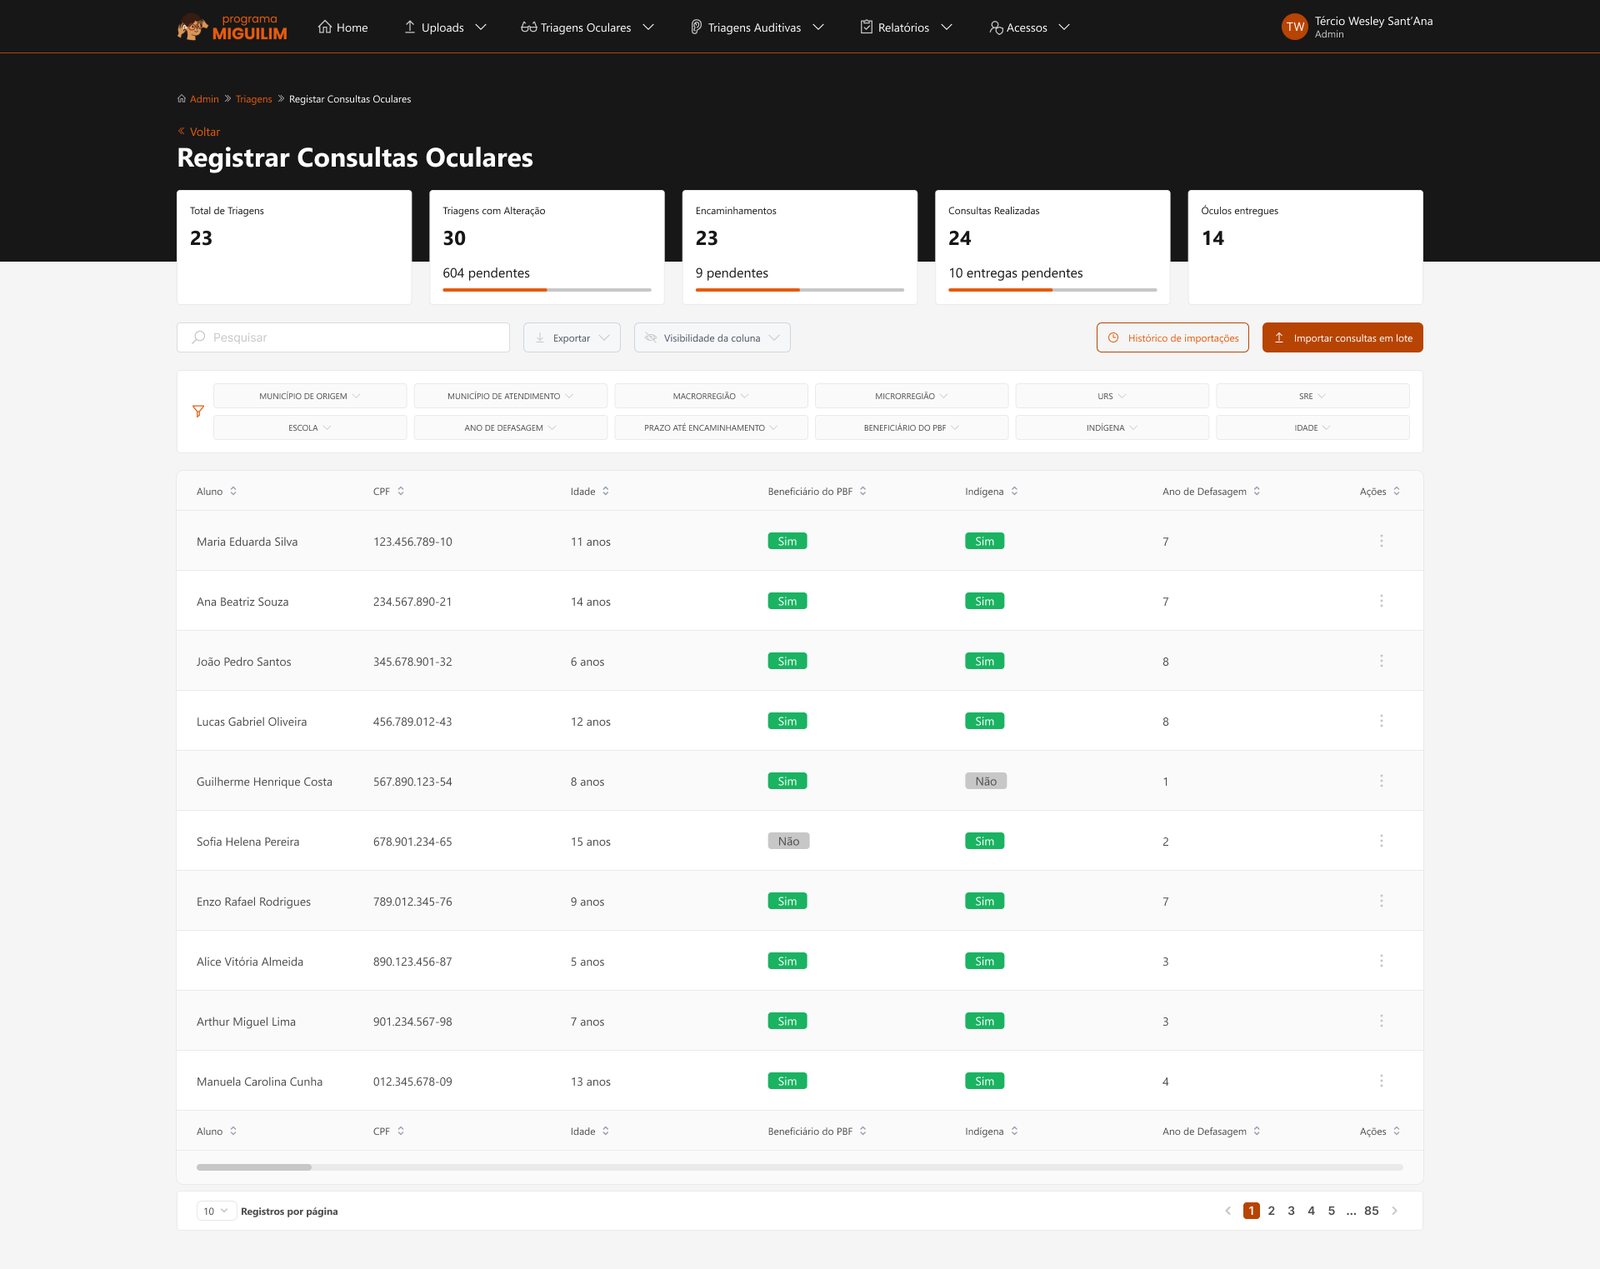 programa
MIGUILIM
Home
Uploads
Triagens Oculares
Triagens Auditivas
Relatórios
Acessos
TW
Tércio Wesley Sant'Ana
Admin
Admin
Triagens
Registar Consultas Oculares
Voltar
Registrar Consultas Oculares
Total de Triagens
23
Triagens com Alteração
30
604 pendentes
Encaminhamentos
23
9 pendentes
Consultas Realizadas
24
10 entregas pendentes
Óculos entregues
14
Pesquisar
Exportar
Visibilidade da coluna
Histórico de importações
Importar consultas em lote
MUNICÍPIO DE ORIGEM
MUNICÍPIO DE ATENDIMENTO
MACRORREGIÃO
MICRORREGIÃO
URS
SRE
ESCOLA
ANO DE DEFASAGEM
PRAZO ATÉ ENCAMINHAMENTO
BENEFICIÁRIO DO PBF
INDÍGENA
IDADE
Aluno CPF Idade Beneficiário do PBF Indígena Ano de Defasagem Ações
Maria Eduarda Silva 123.456.789-10 11 anos Sim Sim 7
Ana Beatriz Souza 234.567.890-21 14 anos Sim Sim 7
João Pedro Santos 345.678.901-32 6 anos Sim Sim 8
Lucas Gabriel Oliveira 456.789.012-43 12 anos Sim Sim 8
Guilherme Henrique Costa 567.890.123-54 8 anos Sim Não 1
Sofia Helena Pereira 678.901.234-65 15 anos Não Sim 2
Enzo Rafael Rodrigues 789.012.345-76 9 anos Sim Sim 7
Alice Vitória Almeida 890.123.456-87 5 anos Sim Sim 3
Arthur Miguel Lima 901.234.567-98 7 anos Sim Sim 3
Manuela Carolina Cunha 012.345.678-09 13 anos Sim Sim 4
Aluno CPF Idade Beneficiário do PBF Indígena Ano de Defasagem Ações
10 Registros por página
1 2 3 4 5 ... 85